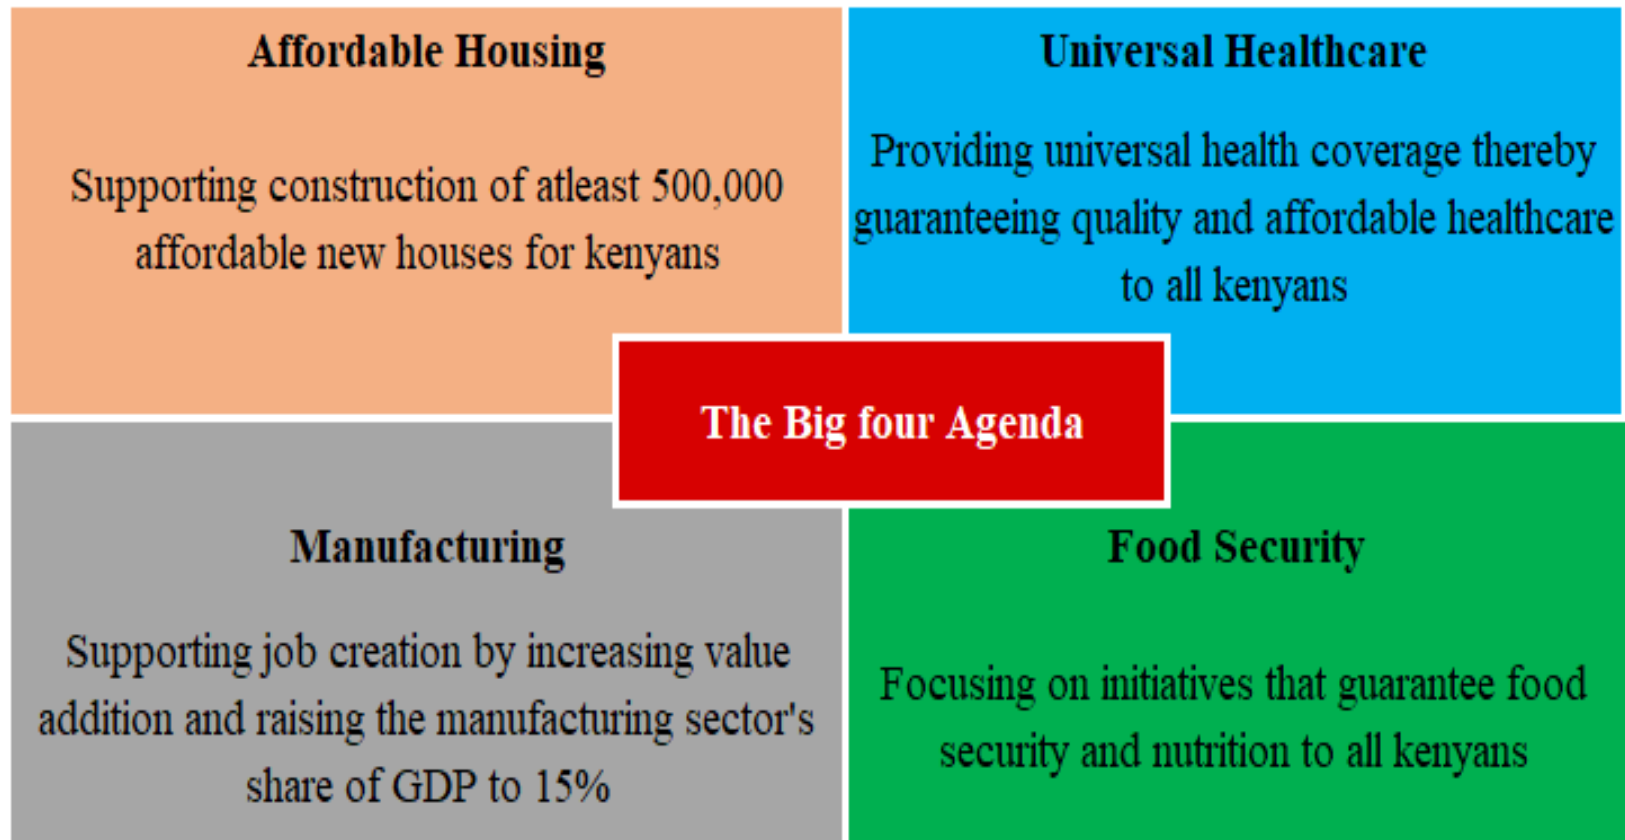 Affordable Housing
Supporting construction of atleast 500,000
affordable new houses for kenyans
Universal Healthcare
Providing universal health coverage thereby
guaranteeing quality and affordable healthcare
to all kenyans
The Big four Agenda
Manufacturing
Supporting job creation by increasing value
addition and raising the manufacturing sector's
share of GDP to 15%
Food Security
Focusing on initiatives that guarantee food
security and nutrition to all kenyans